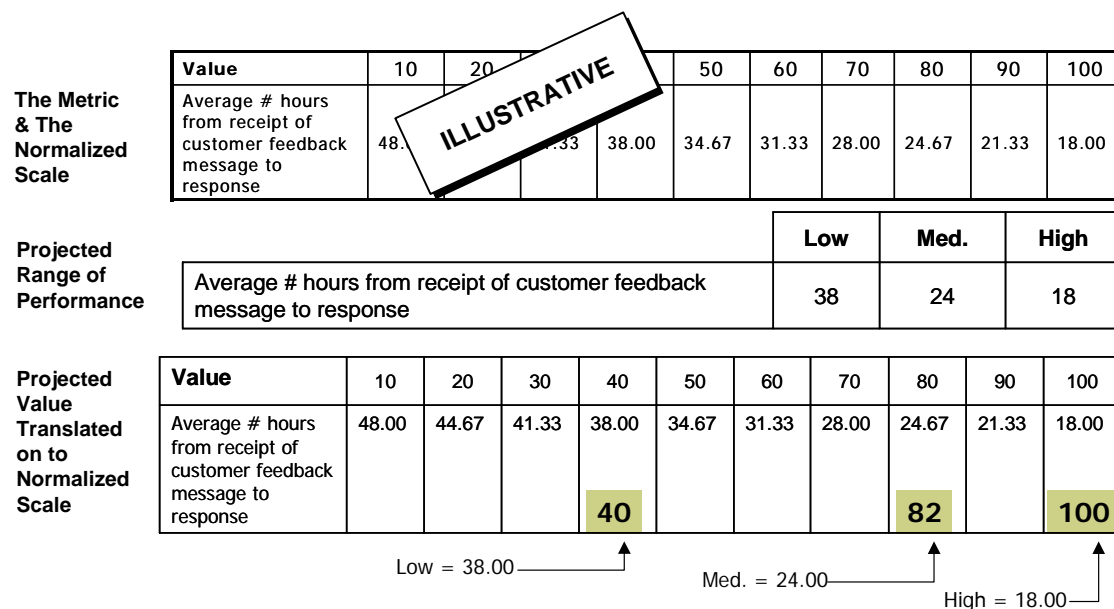 The Metric
& The
Normalized
Scale
Value 10 20 50 60 70 80 90 100
Average # hours
from receipt of
customer feedback
message to
response
38.00 34.67 31.33 28.00 24.67 21.33 18.00
ILLUSTRATIVE
Projected
Range of
Performance
Low Med. High
Average # hours from receipt of customer feedback
message to response
38 24 18
Projected
Value
Translated
on to
Normalized
Scale
Value 10 20 30 40 50 60 70 80 90 100
Average # hours
from receipt of
customer feedback
message to
response
48.00 44.67 41.33 38.00 34.67 31.33 28.00 24.67 21.33 18.00
40 82 100
Low = 38.00
Med. = 24.00
High = 18.00